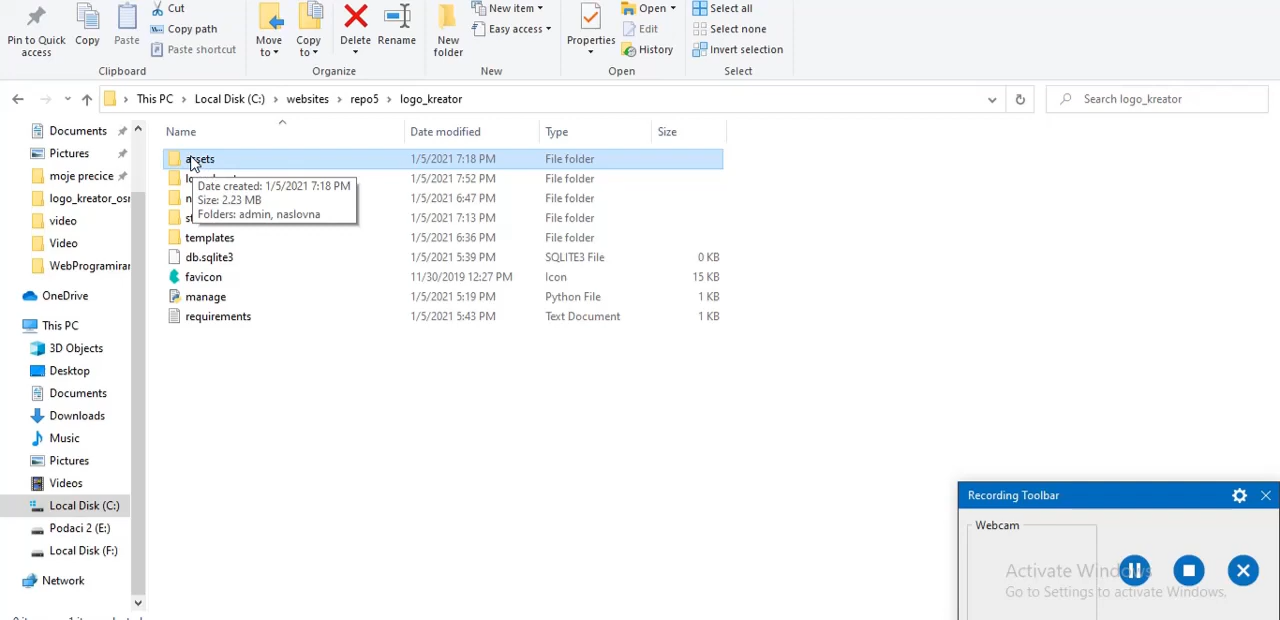 Pin to Quick access
Copy
Paste
Cut
Copy path
Paste shortcut
Clipboard
Move to
Copy to
Delete
Rename
Organize
New folder
New item
Easy access
New
Properties
Open
Edit
History
Open
Select all
Select none
Invert selection
Select
This PC > Local Disk (C:) > websites > repo5 > logo_kreator
Search logo_kreator
Documents
Pictures
moje precice
logo_kreator_osn
video
Video
WebPrograming
OneDrive
This PC
3D Objects
Desktop
Documents
Downloads
Music
Pictures
Videos
Local Disk (C:)
Podaci 2 (E:)
Local Disk (F:)
Network
Name Date modified Type Size
assets 1/5/2021 7:18 PM File folder
1/5/2021 7:52 PM File folder
1/5/2021 6:47 PM File folder
1/5/2021 7:13 PM File folder
templates 1/5/2021 6:36 PM File folder
db.sqlite3 1/5/2021 5:39 PM SQLITE3 File 0 KB
favicon 11/30/2019 12:27 PM Icon 15 KB
manage 1/5/2021 5:19 PM Python File 1 KB
requirements 1/5/2021 5:43 PM Text Document 1 KB
Date created: 1/5/2021 7:18 PM
Size: 2.23 MB
Folders: admin, naslovna
Recording Toolbar
Webcam
Activate Windows
Go to Settings to activate Windows.